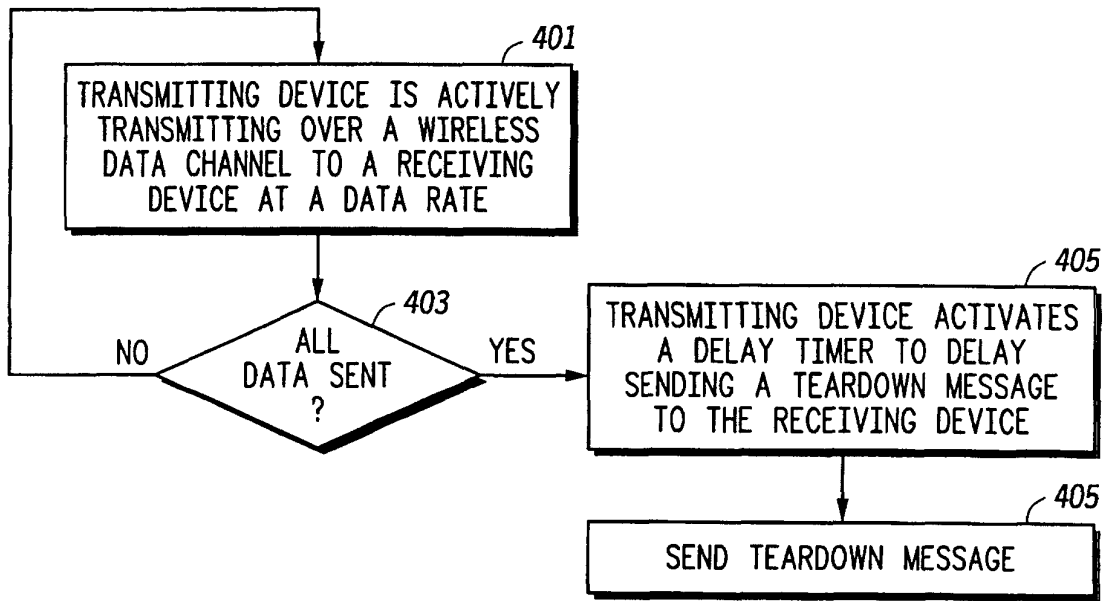 401
TRANSMITTING DEVICE IS ACTIVELY
TRANSMITTING OVER A WIRELESS
DATA CHANNEL TO A RECEIVING
DEVICE AT A DATA RATE
403
ALL
DATA SENT
?
NO
YES
405
TRANSMITTING DEVICE ACTIVATES
A DELAY TIMER TO DELAY
SENDING A TEARDOWN MESSAGE
TO THE RECEIVING DEVICE
405
SEND TEARDOWN MESSAGE